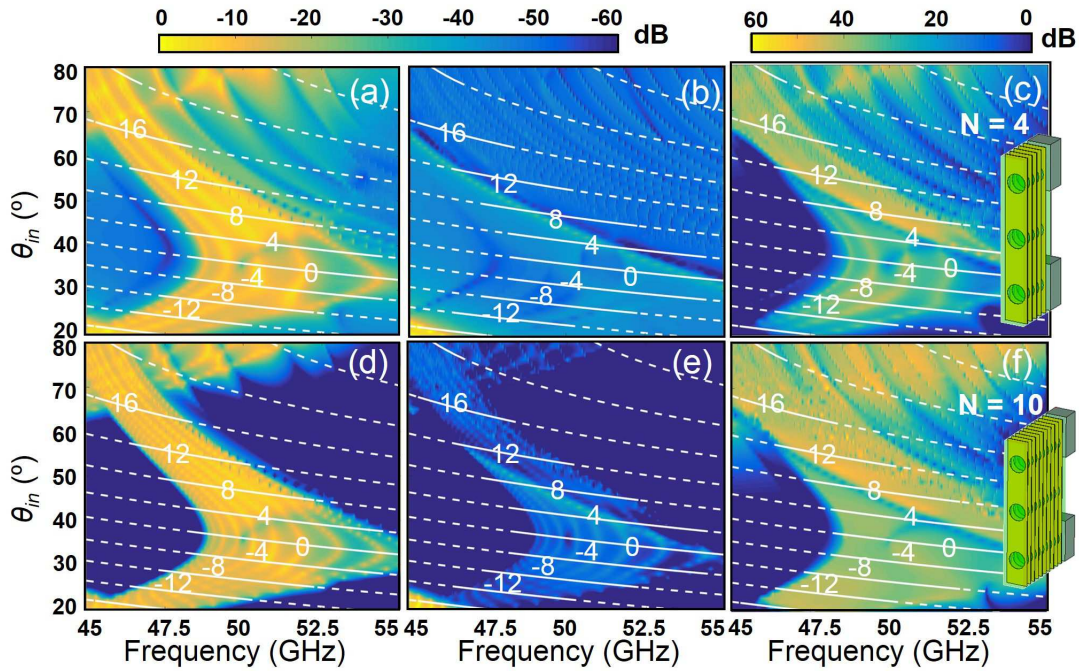 0 -10 -20 -30 -40 -50 -60
dB
60 40 20 0
dB
80 70 60 50 40 30 20
θin (º)
(a)
16
12
8
4
0
-4
-8
-12
(b)
16
12
8
4
0
-4
-8
-12
(c)
N = 4
16
12
8
4
0
-4
-8
-12
80 70 60 50 40 30 20
θin (º)
(d)
16
12
8
4
0
-4
-8
-12
(e)
16
12
8
4
0
-4
-8
-12
(f)
N = 10
16
12
8
4
0
-4
-8
-12
45 47.5 50 52.5 55
Frequency (GHz)
45 47.5 50 52.5 55
Frequency (GHz)
45 47.5 50 52.5 55
Frequency (GHz)